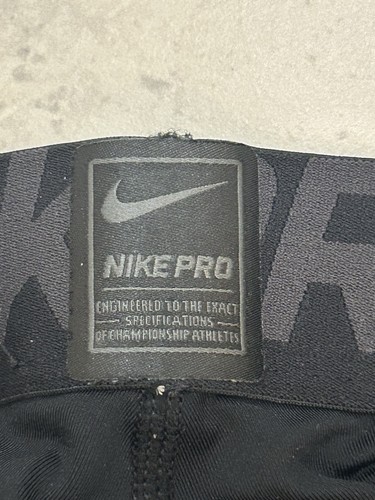 NIKE PRO
ENGINEERED TO THE EXACT
SPECIFICATIONS
OF CHAMPIONSHIP ATHLETES